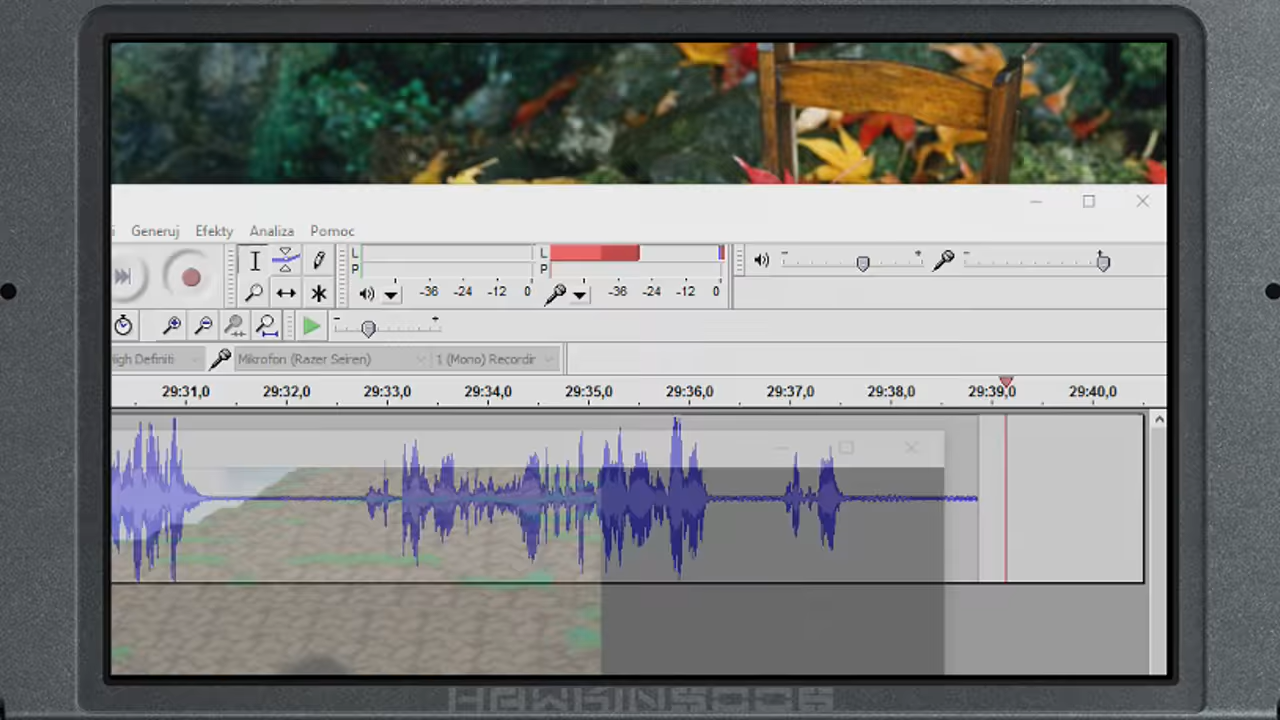 i Generuj Efekty Analiza Pomoc
L L
P P
-36 -24 -12 0 -36 -24 -12 0
High Definiti Mikrofon (Razer Seiren) 1 (Mono) Recordir
29:31,0 29:32,0 29:33,0 29:34,0 29:35,0 29:36,0 29:37,0 29:38,0 29:39,0 29:40,0